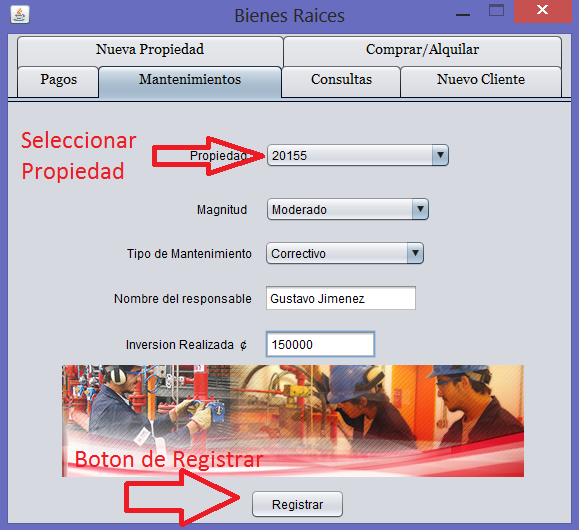 Bienes Raices
Nueva Propiedad
Comprar/Alquilar
Pagos
Mantenimientos
Consultas
Nuevo Cliente
Seleccionar
Propiedad
Propiedad 20155
Magnitud Moderado
Tipo de Mantenimiento Correctivo
Nombre del responsable Gustavo Jimenez
Inversion Realizada ¢ 150000
Boton de Registrar
Registrar